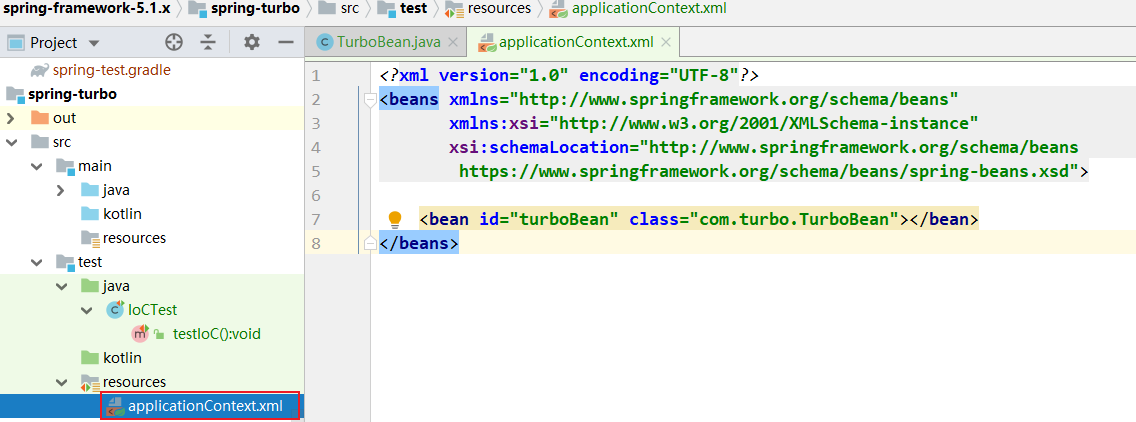 spring-framework-5.1.x spring-turbo src test resources applicationContext.xml
Project
TurboBean.java applicationContext.xml
spring-test.gradle
spring-turbo
out
src
main
java
kotlin
resources
test
java
IoCTest
testIoC():void
kotlin
resources
applicationContext.xml
1 <?xml version="1.0" encoding="UTF-8"?>
2 <beans xmlns="http://www.springframework.org/schema/beans"
3 xmlns:xsi="http://www.w3.org/2001/XMLSchema-instance"
4 xsi:schemaLocation="http://www.springframework.org/schema/beans
5 https://www.springframework.org/schema/beans/spring-beans.xsd">
6
7 <bean id="turboBean" class="com.turbo.TurboBean"></bean>
8 </beans>